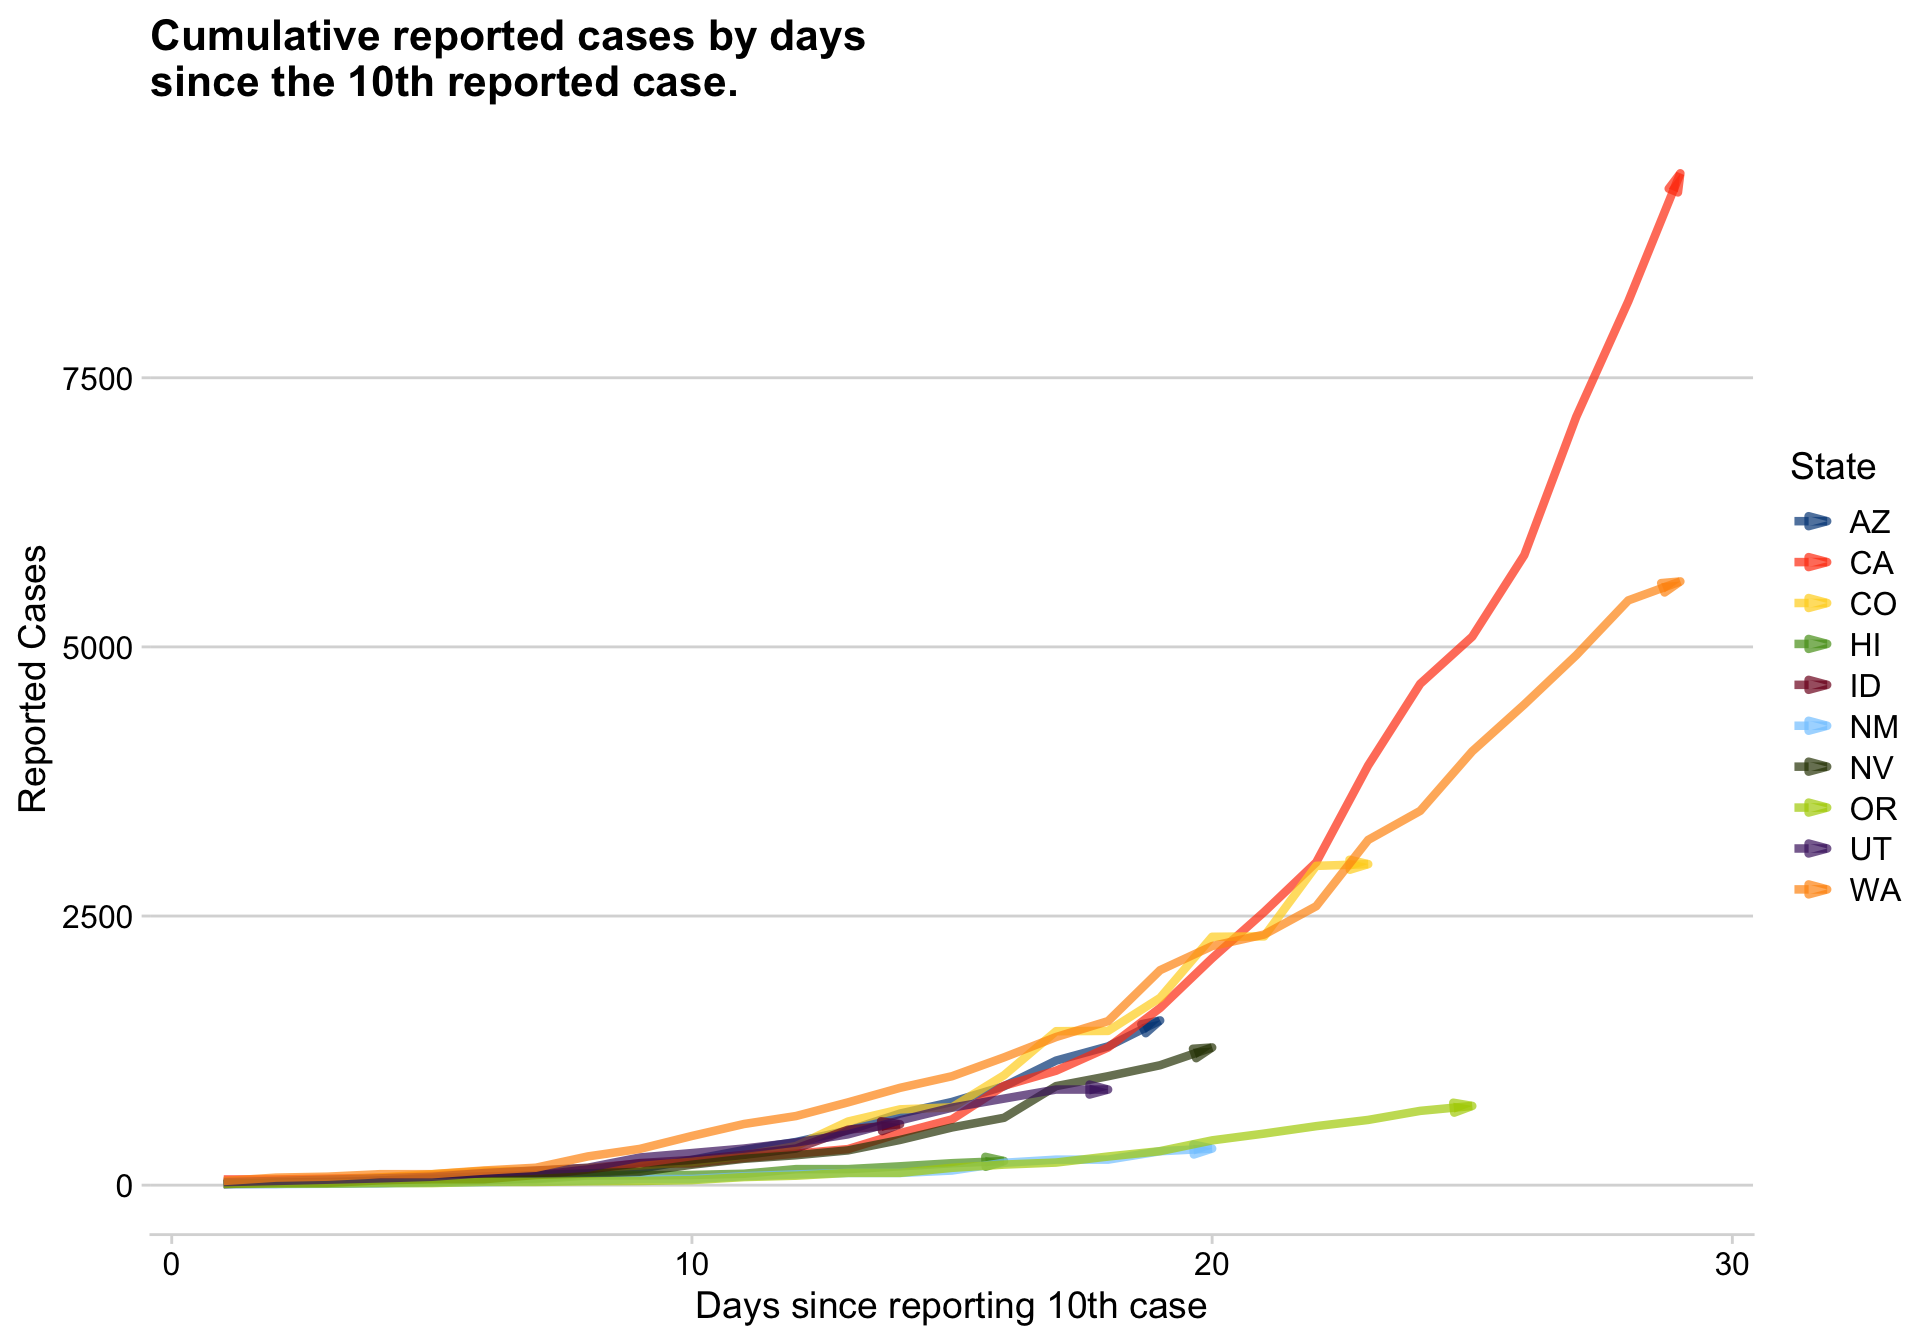 Cumulative reported cases by days
since the 10th reported case.
7500
5000
2500
0
Reported Cases
0 10 20 30
Days since reporting 10th case
State
AZ
CA
CO
HI
ID
NM
NV
OR
UT
WA